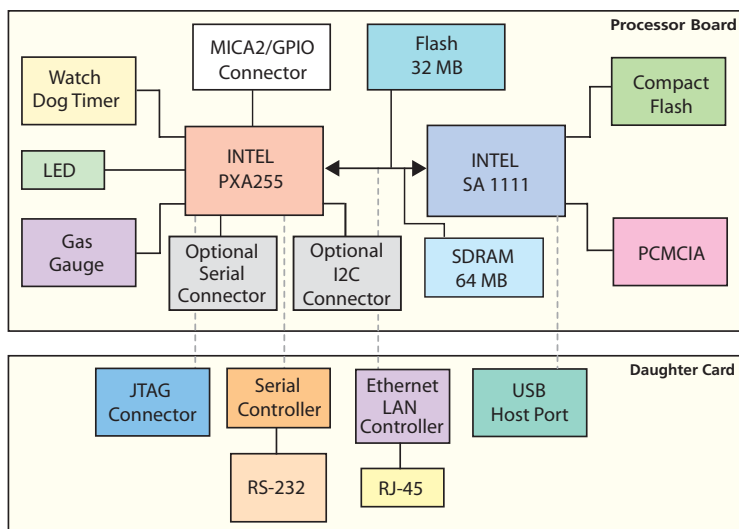 Processor Board
MICA2/GPIO
Connector
Flash
32 MB
Watch
Dog Timer
Compact
Flash
INTEL
PXA255
INTEL
SA 1111
LED
Gas
Gauge
Optional
Serial
Connector
Optional
I2C
Connector
SDRAM
64 MB
PCMCIA
Daughter Card
JTAG
Connector
Serial
Controller
Ethernet
LAN
Controller
USB
Host Port
RS-232
RJ-45